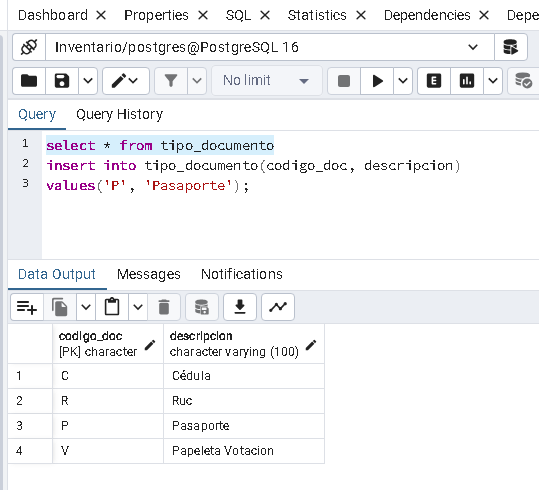 Dashboard Properties SQL Statistics Dependencies Depe
Inventario/postgres@PostgreSQL 16
No limit E
Query Query History
1 select * from tipo_documento
2 insert into tipo_documento(codigo_doc, descripcion)
3 values('P', 'Pasaporte');
Data Output Messages Notifications
codigo_doc descripcion
[PK] character character varying (100)
1 C Cédula
2 R Ruc
3 P Pasaporte
4 V Papeleta Votacion